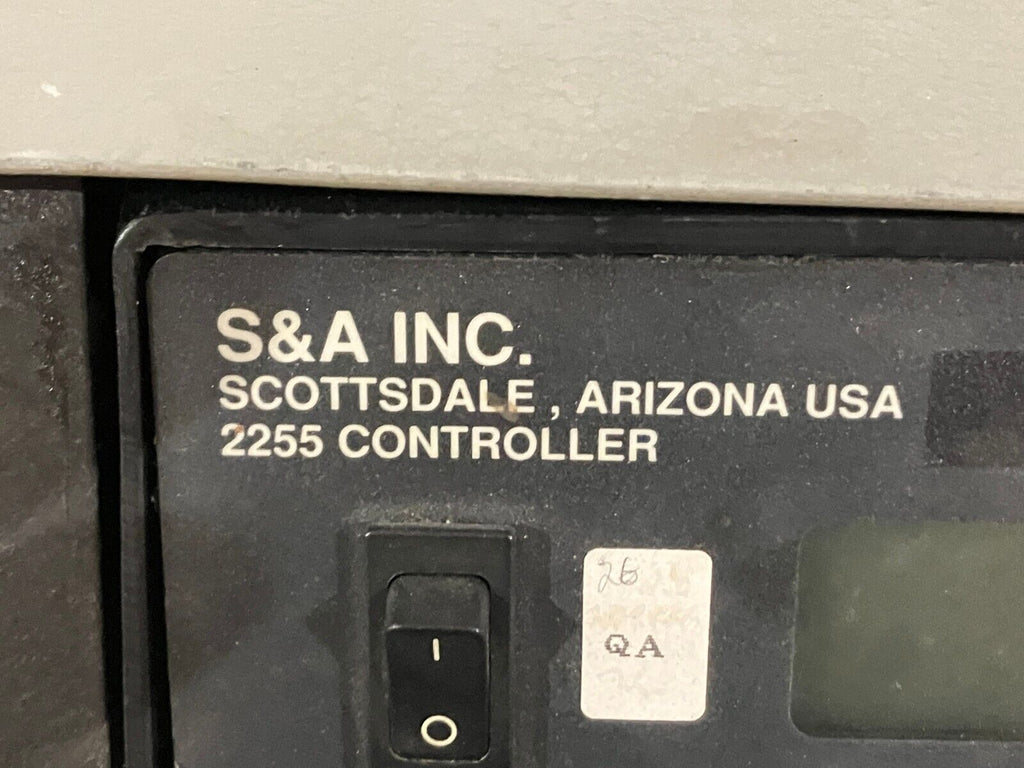 S&A INC.
SCOTTSDALE , ARIZONA USA
2255 CONTROLLER
26
QA